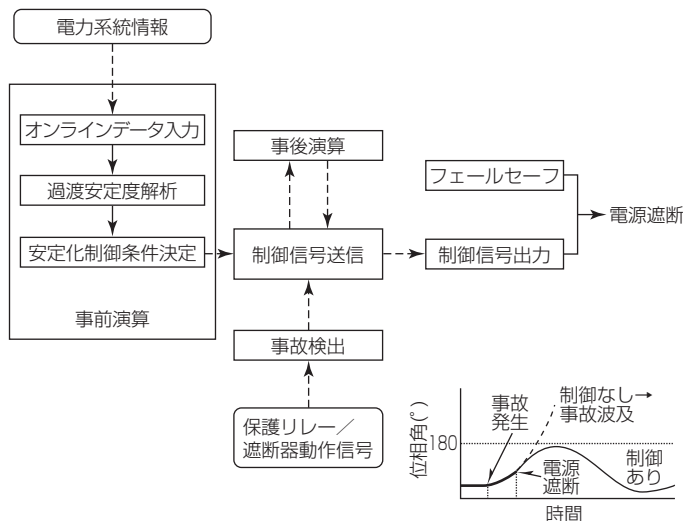 電力系統情報
オンラインデータ入力
過渡安定度解析
安定化制御条件決定
事前演算
事後演算
制御信号送信
事故検出
保護リレー／
遮断器動作信号
フェールセーフ
制御信号出力
電源遮断
位相角(°)
180
事故
発生
制御なし→
事故波及
電源
遮断
制御
あり
時間